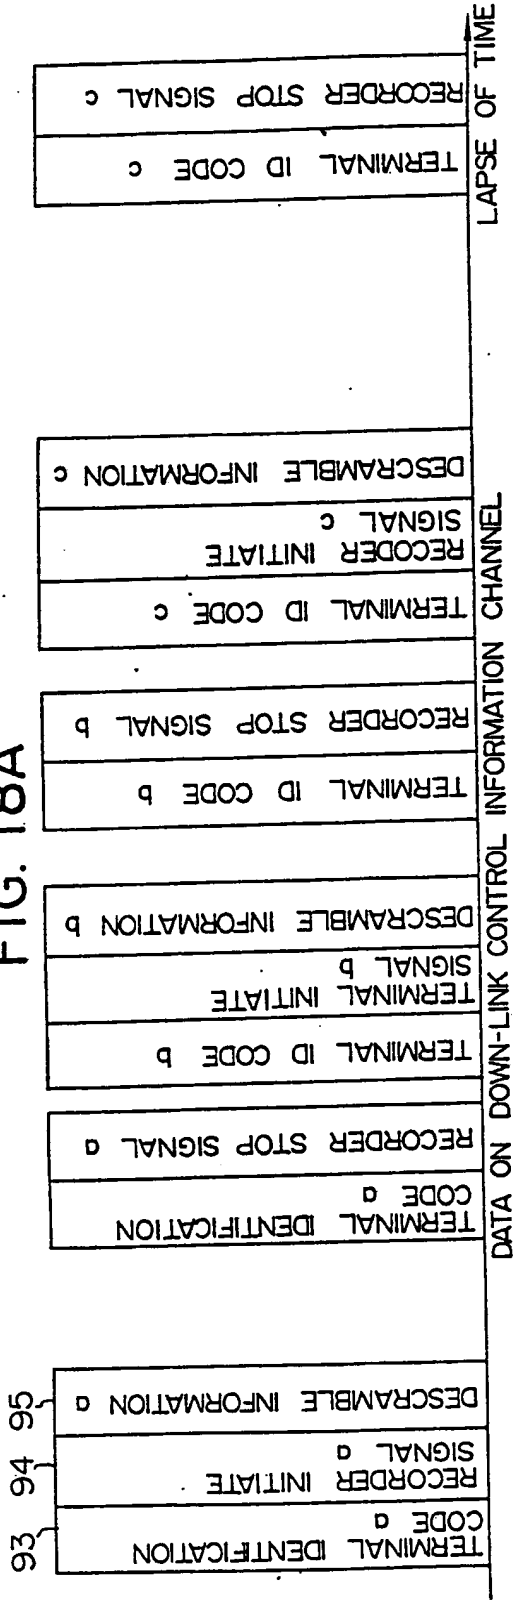 FIG. 18A
93
94
95
TERMINAL IDENTIFICATION
CODE a
RECORDER INITIATE
SIGNAL a
DESCRAMBLE INFORMATION a
TERMINAL IDENTIFICATION
CODE a
RECORDER STOP SIGNAL a
TERMINAL ID CODE b
TERMINAL INITIATE
SIGNAL b
DESCRAMBLE INFORMATION b
TERMINAL ID CODE b
RECORDER STOP SIGNAL b
TERMINAL ID CODE c
RECODER INITIATE
SIGNAL c
DESCRAMBLE INFORMATION c
TERMINAL ID CODE c
RECORDER STOP SIGNAL c
DATA ON DOWN-LINK CONTROL INFORMATION CHANNEL
LAPSE OF TIME